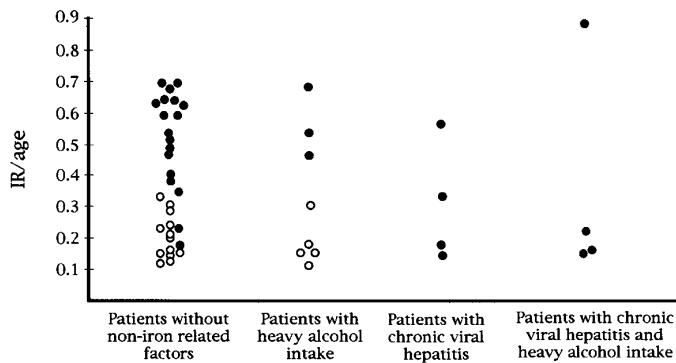 0.9
0.8
0.7
0.6
0.5
0.4
0.3
0.2
0.1
IR/age
Patients without
non-iron related
factors
Patients with
heavy alcohol
intake
Patients with
chronic viral
hepatitis
Patients with chronic
viral hepatitis and
heavy alcohol intake